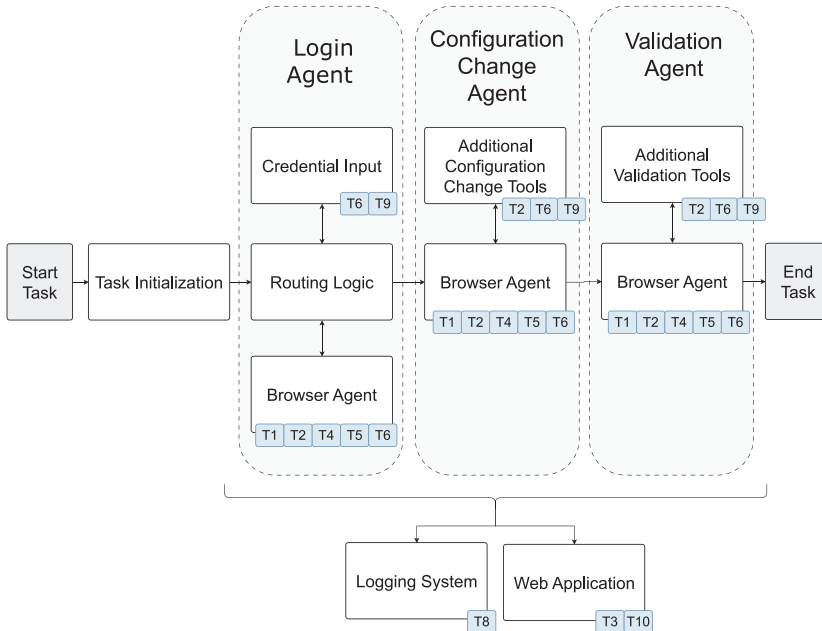 Login
Agent
Configuration
Change
Agent
Validation
Agent
Credential Input
T6 T9
Additional
Configuration
Change Tools
T2 T6 T9
Additional
Validation Tools
T2 T6 T9
Start
Task
Task Initialization
Routing Logic
Browser Agent
T1 T2 T4 T5 T6
Browser Agent
T1 T2 T4 T5 T6
End
Task
Browser Agent
T1 T2 T4 T5 T6
Logging System
T8
Web Application
T3 T10